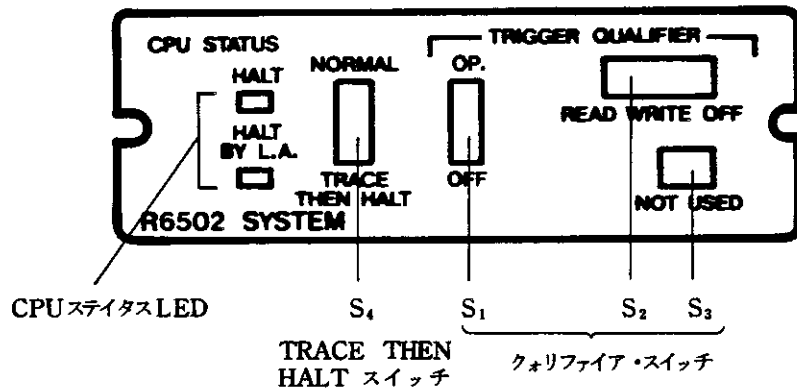 CPU STATUS
TRIGGER QUALIFIER
HALT
NORMAL
OP.
HALT
BY L.A.
READ WRITE OFF
TRACE
THEN HALT
OFF
NOT USED
R6502 SYSTEM
CPUステイタスLED
S₄
S₁
S₂
S₃
TRACE THEN
HALT スイッチ
クォリファイア・スイッチ